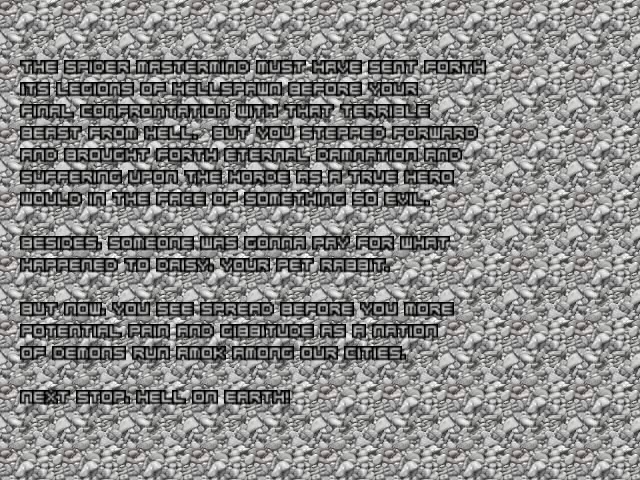 THE SPIDER MASTERMIND MUST HAVE SENT FORTH
ITS LEGIONS OF HELLSPAWN BEFORE YOUR
FINAL CONFRONTATION WITH THAT TERRIBLE
BEAST FROM HELL. BUT YOU STEPPED FORWARD
AND BROUGHT FORTH ETERNAL DAMNATION AND
SUFFERING UPON THE HORDE AS A TRUE HERO
WOULD IN THE FACE OF SOMETHING SO EVIL.
BESIDES, SOMEONE WAS GONNA PAY FOR WHAT
HAPPENED TO DAISY, YOUR PET RABBIT.
BUT NOW, YOU SEE SPREAD BEFORE YOU MORE
POTENTIAL PAIN AND GIBBITUDE AS A NATION
OF DEMONS RUN AMOK AMONG OUR CITIES.
NEXT STOP, HELL ON EARTH!